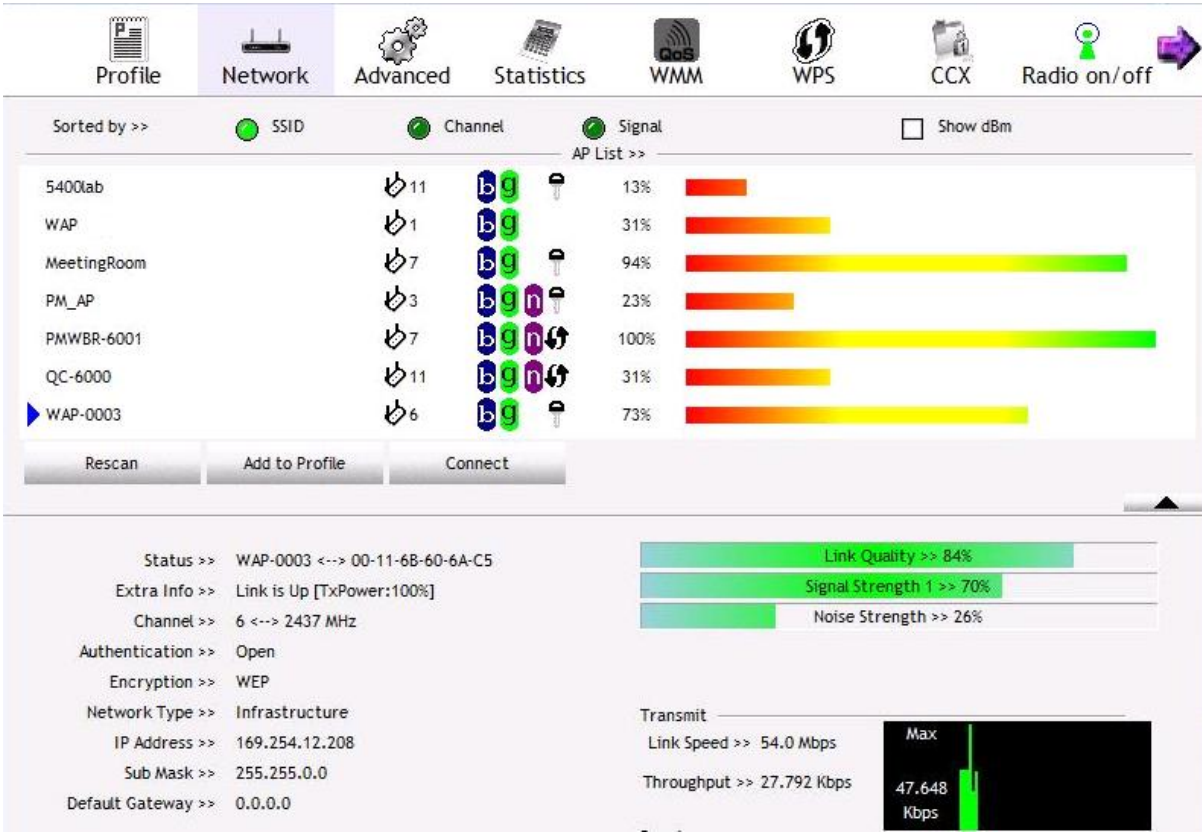 Profile Network Advanced Statistics QoS WMM WPS CCX Radio on/off
Sorted by >> SSID Channel Signal Show dBm
AP List >>
5400lab 11 b g 13%
WAP 1 b g 31%
MeetingRoom 7 b g 94%
PM_AP 3 b g n 23%
PMWBR-6001 7 b g n 100%
QC-6000 11 b g n 31%
WAP-0003 6 b g 73%
Rescan Add to Profile Connect
Status >> WAP-0003 <--> 00-11-6B-60-6A-C5
Extra Info >> Link is Up [TxPower:100%]
Channel >> 6 <--> 2437 MHz
Authentication >> Open
Encryption >> WEP
Network Type >> Infrastructure
IP Address >> 169.254.12.208
Sub Mask >> 255.255.0.0
Default Gateway >> 0.0.0.0
Link Quality >> 84%
Signal Strength 1 >> 70%
Noise Strength >> 26%
Transmit
Link Speed >> 54.0 Mbps
Throughput >> 27.792 Kbps
Max
47.648
Kbps